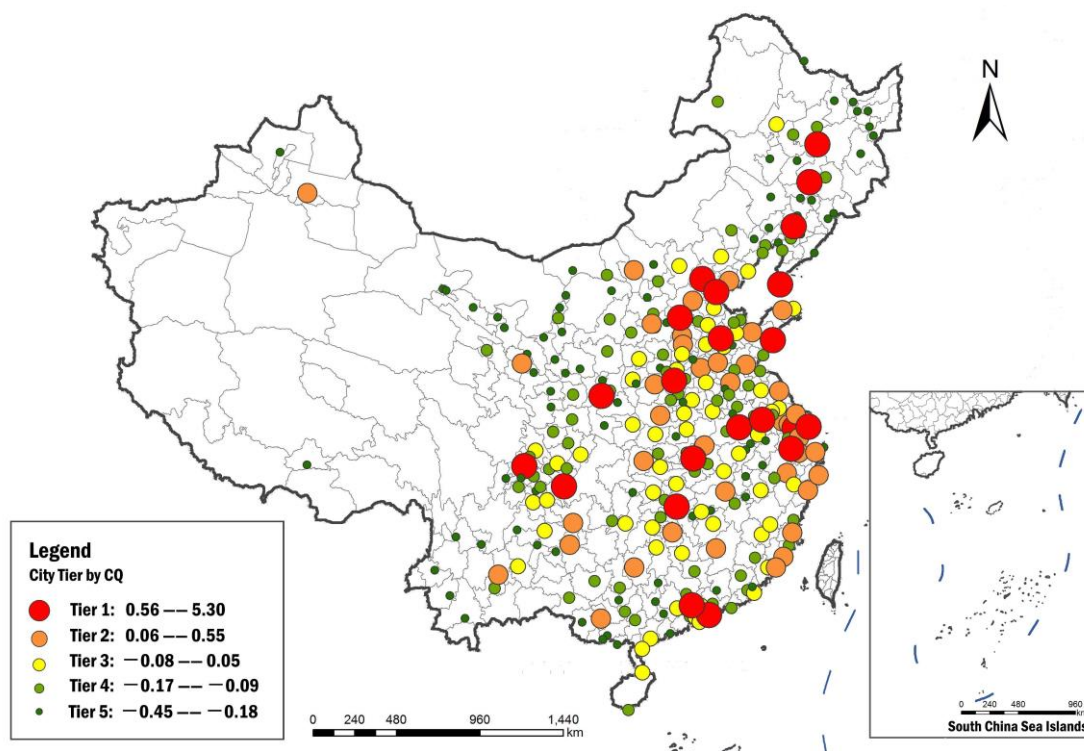 N
Legend
City Tier by CQ
Tier 1: 0.56 —— 5.30
Tier 2: 0.06 —— 0.55
Tier 3: —0.08 —— 0.05
Tier 4: —0.17 —— —0.09
Tier 5: —0.45 —— —0.18
0 240 480 960 1,440
km
0 240 480 960
km
South China Sea Islands